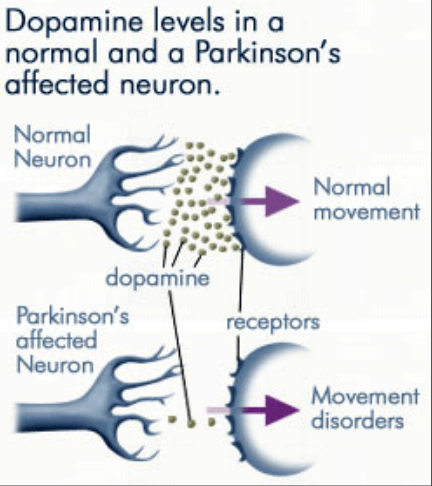 Dopamine levels in a
normal and a Parkinson's
affected neuron.
Normal
Neuron
Normal
movement
dopamine
Parkinson's
affected
Neuron
receptors
Movement
disorders